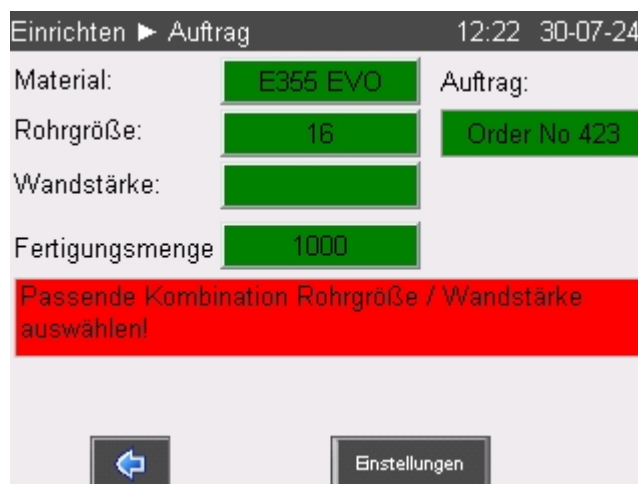 Einrichten ► Auftrag 12:22 30-07-24
Material: E355 EVO Auftrag:
Rohrgröße: 16 Order No 423
Wandstärke:
Fertigungsmenge 1000
Passende Kombination Rohrgröße / Wandstärke
auswählen!
Einstellungen